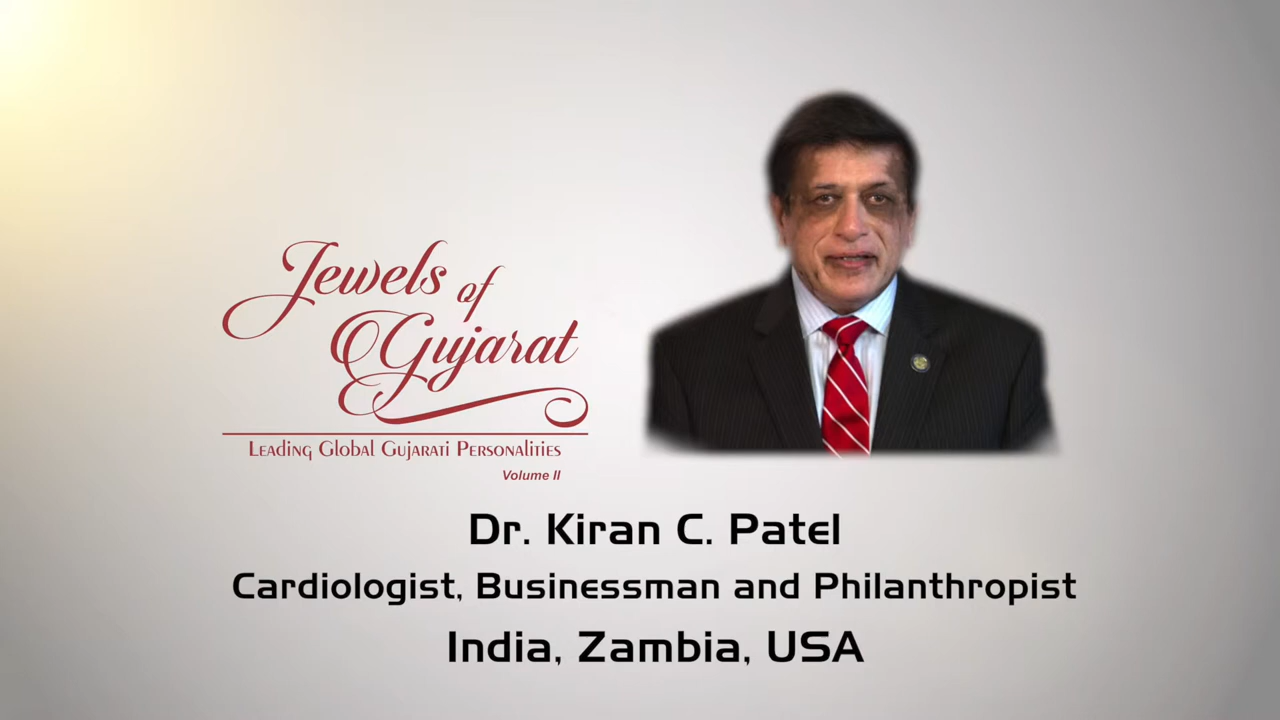 Jewels of
Gujarat
Leading Global Gujarati Personalities
Volume II
Dr. Kiran C. Patel
Cardiologist, Businessman and Philanthropist
India, Zambia, USA